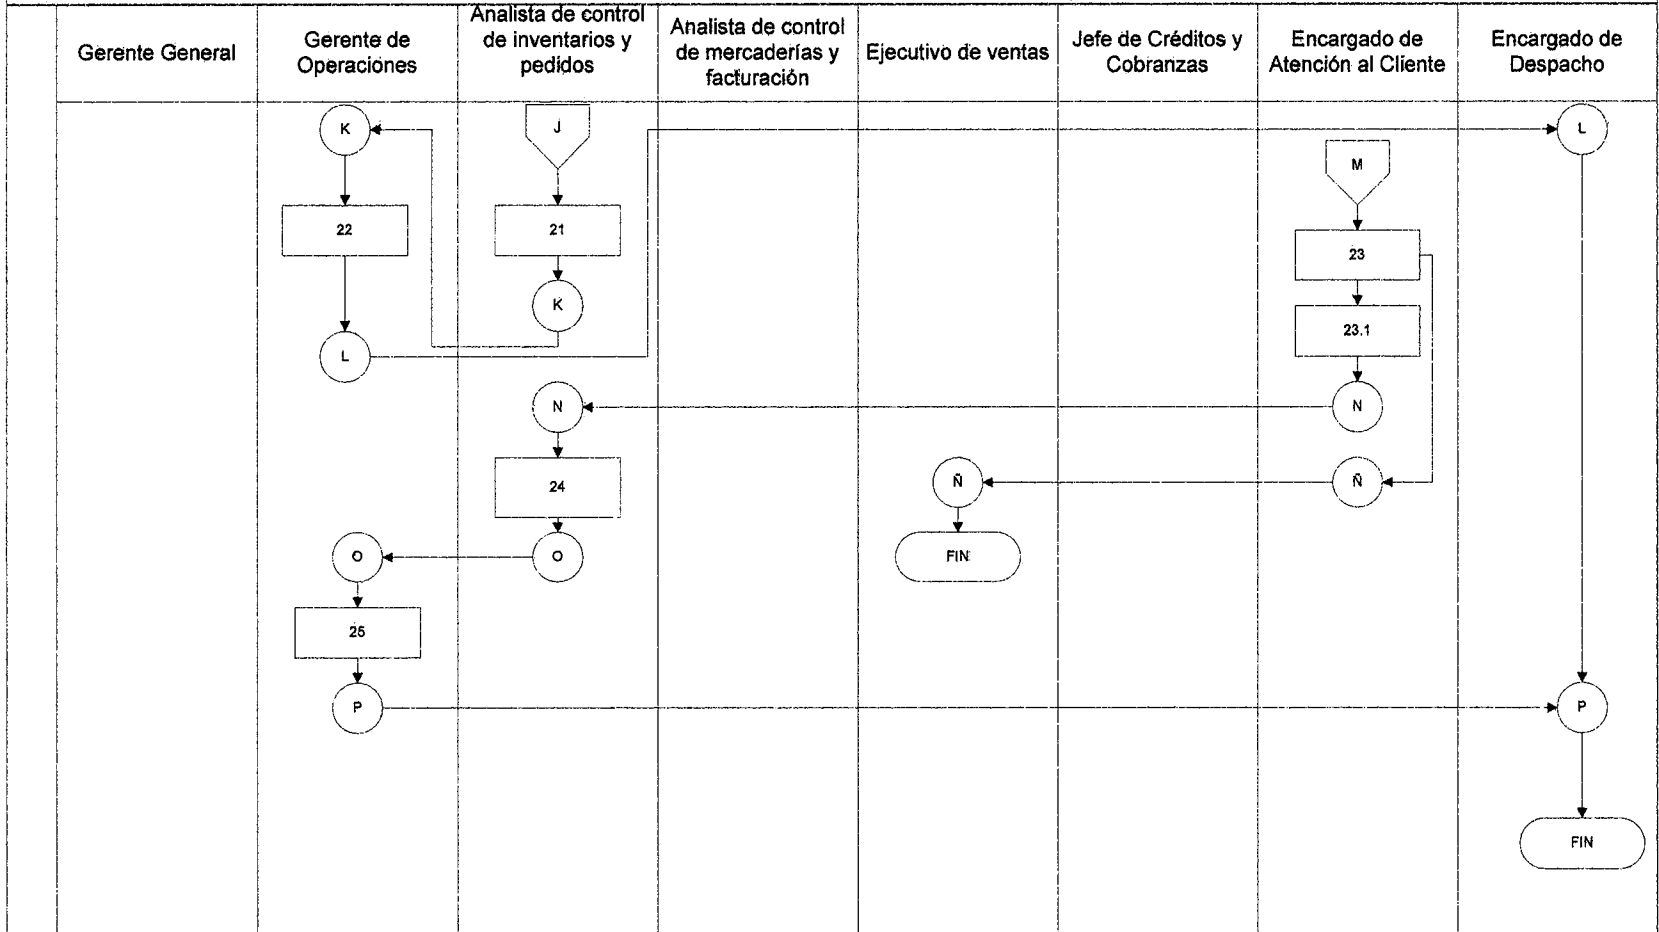 Gerente General
Gerente de
Operaciones
Analista de control
de inventarios y
pedidos
Analista de control
de mercaderías y
facturación
Ejecutivo de ventas
Jefe de Créditos y
Cobranzas
Encargado de
Atención al Cliente
Encargado de
Despacho
K
J
L
M
22
21
23
K
23.1
L
N
N
24
Ñ
Ñ
O
O
FIN
25
P
P
FIN